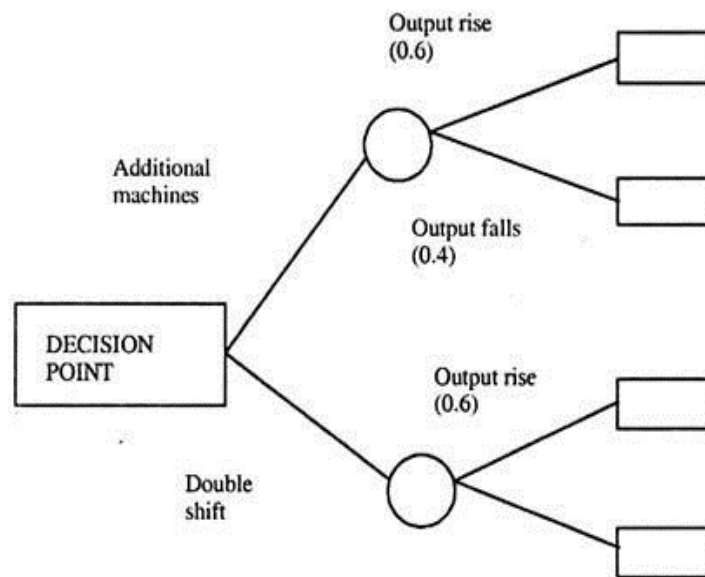 Output rise
(0.6)
Additional
machines
Output falls
(0.4)
DECISION
POINT
Output rise
(0.6)
Double
shift